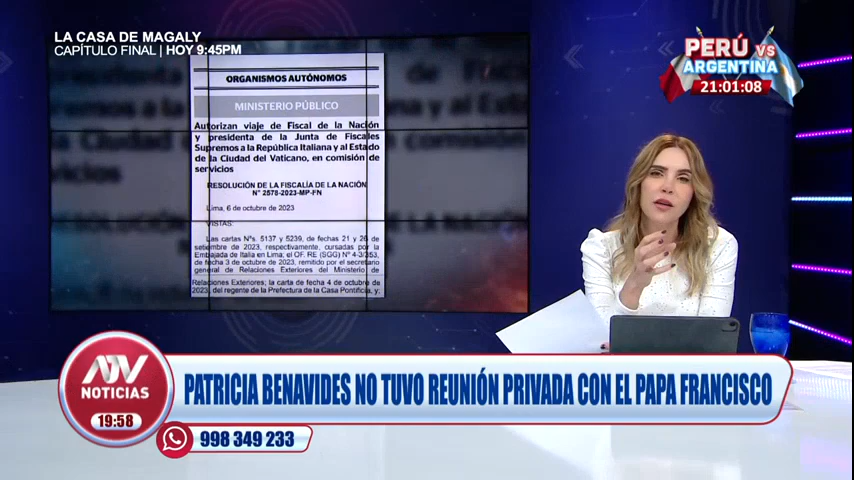 LA CASA DE MAGALY
CAPÍTULO FINAL | HOY 9:45PM
PERÚ VS
ARGENTINA
21:01:08
ORGANISMOS AUTÓNOMOS
MINISTERIO PÚBLICO
Autorizan viaje de Fiscal de la Nación
y presidenta de la Junta de Fiscales
Supremos a la República Italiana y al Estado
de la Ciudad del Vaticano, en comisión de
servicios
RESOLUCIÓN DE LA FISCALÍA DE LA NACIÓN
N° 2578-2023-MP-FN
Lima, 6 de octubre de 2023
VISTAS:
Las cartas N°s. 5137 y 5239, de fechas 21 y 26 de
setiembre de 2023, respectivamente, cursadas por la
Embajada de Italia en Lima; el OF. RE (SGG) N° 4-3/353,
de fecha 3 de octubre de 2023, remitido por el secretario
general de Relaciones Exteriores del Ministerio de
Relaciones Exteriores; la carta de fecha 4 de octubre de
2023, del regente de la Prefectura de la Casa Pontificia, y;
ATV
NOTICIAS
19:58
PATRICIA BENAVIDES NO TUVO REUNIÓN PRIVADA CON EL PAPA FRANCISCO
998 349 233